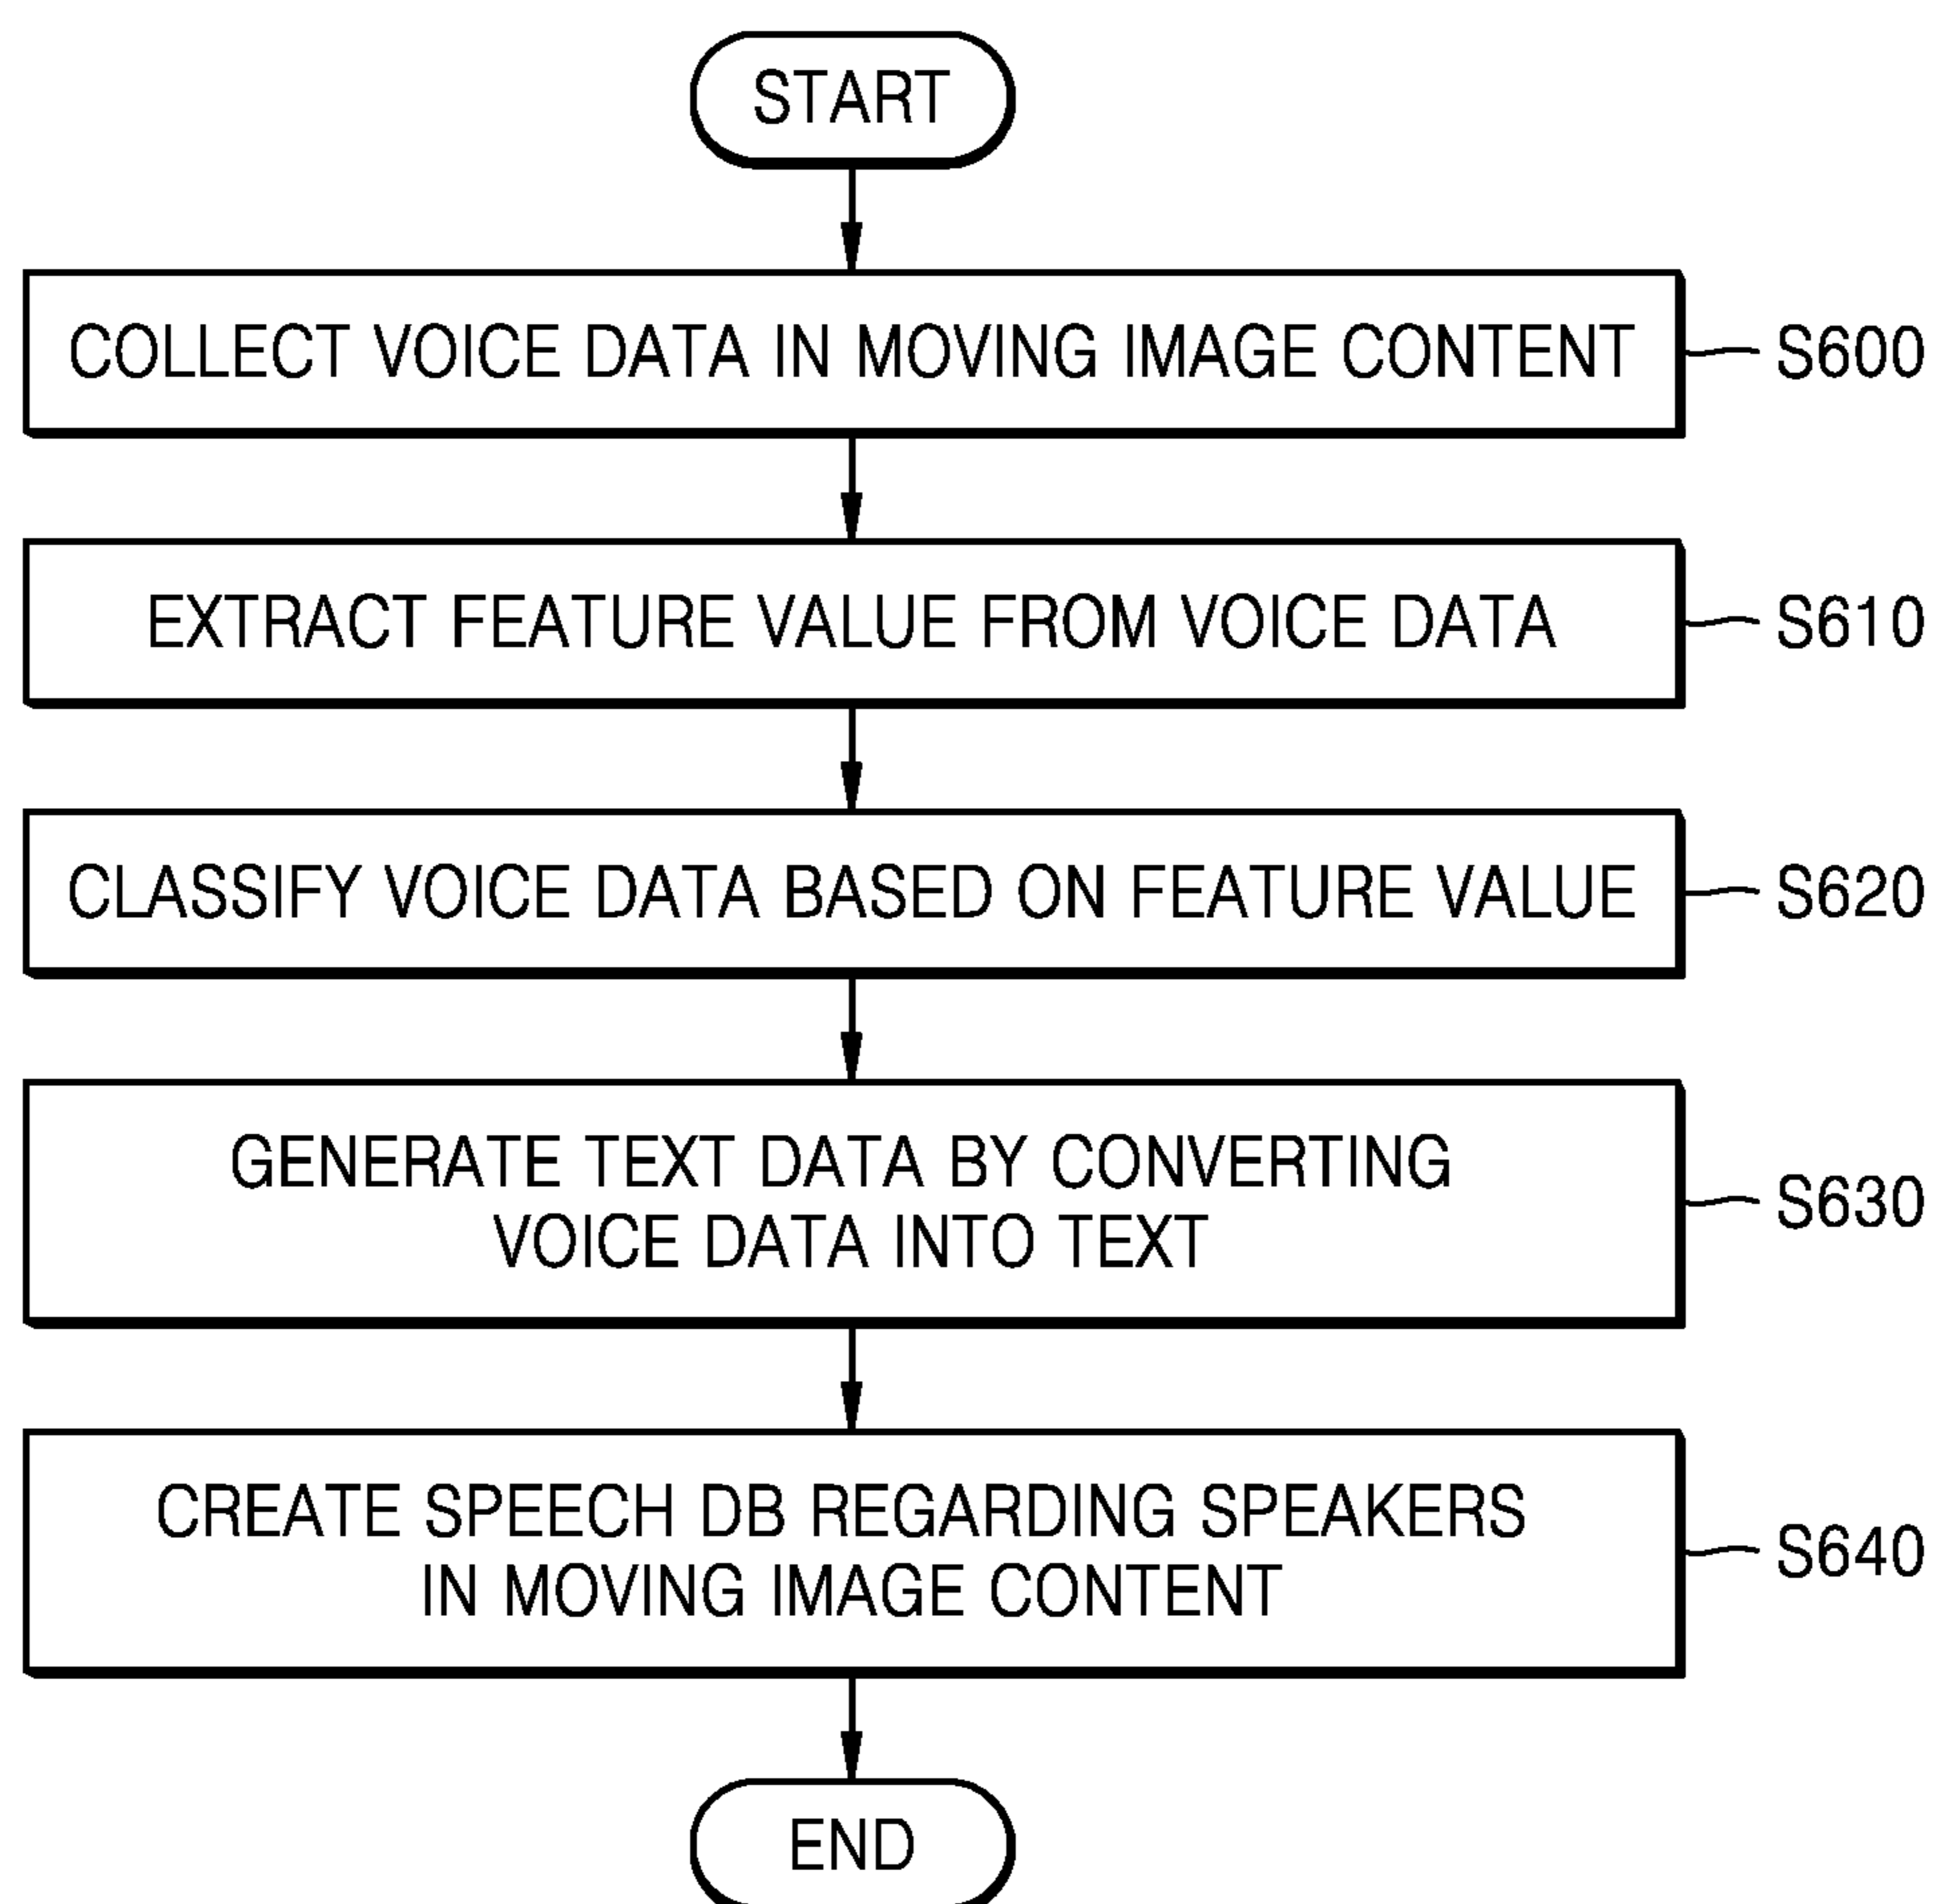 START
COLLECT VOICE DATA IN MOVING IMAGE CONTENT
S600
EXTRACT FEATURE VALUE FROM VOICE DATA
S610
CLASSIFY VOICE DATA BASED ON FEATURE VALUE
S620
GENERATE TEXT DATA BY CONVERTING
VOICE DATA INTO TEXT
S630
CREATE SPEECH DB REGARDING SPEAKERS
IN MOVING IMAGE CONTENT
S640
END